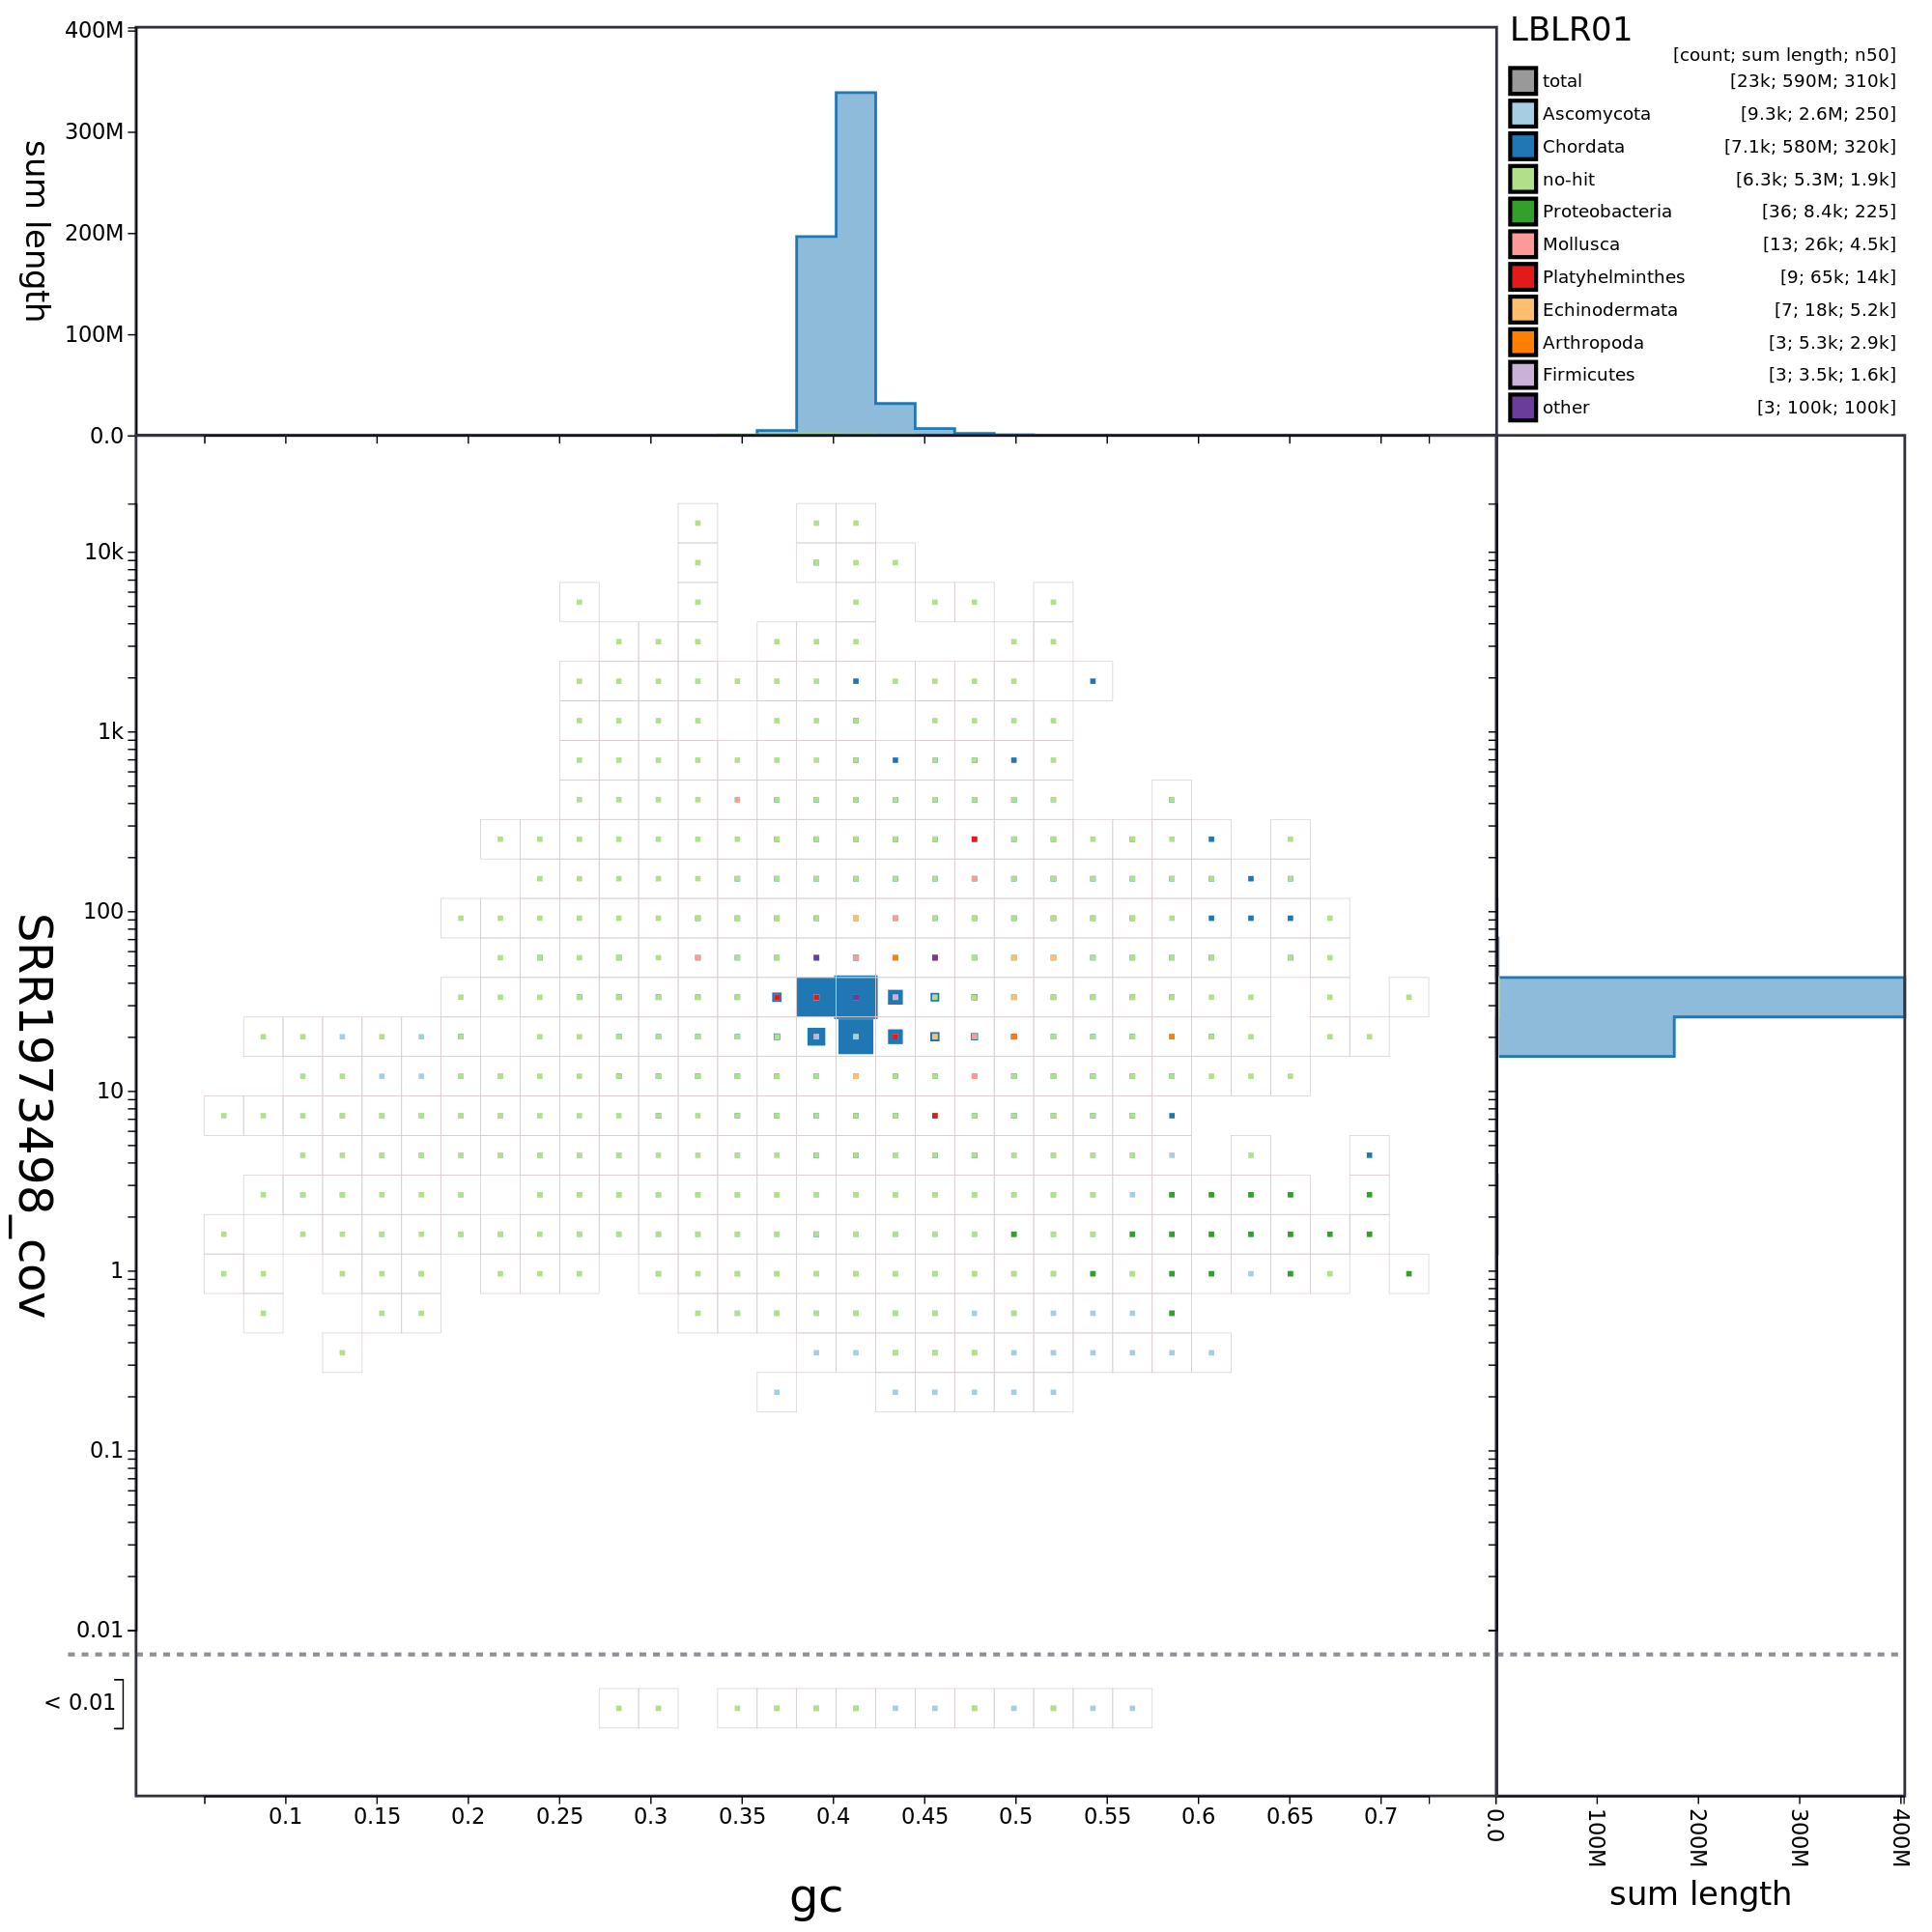 LBLR01
[count; sum length; n50]
total [23k; 590M; 310k]
Ascomycota [9.3k; 2.6M; 250]
Chordata [7.1k; 580M; 320k]
no-hit [6.3k; 5.3M; 1.9k]
Proteobacteria [36; 8.4k; 225]
Mollusca [13; 26k; 4.5k]
Platyhelminthes [9; 65k; 14k]
Echinodermata [7; 18k; 5.2k]
Arthropoda [3; 5.3k; 2.9k]
Firmicutes [3; 3.5k; 1.6k]
other [3; 100k; 100k]
400M
300M
200M
100M
0.0
sum length
10k
1k
100
10
1
0.1
0.01
< 0.01
SRR1973498_cov
0.1 0.15 0.2 0.25 0.3 0.35 0.4 0.45 0.5 0.55 0.6 0.65 0.7
gc
0.0 100M 200M 300M 400M
sum length